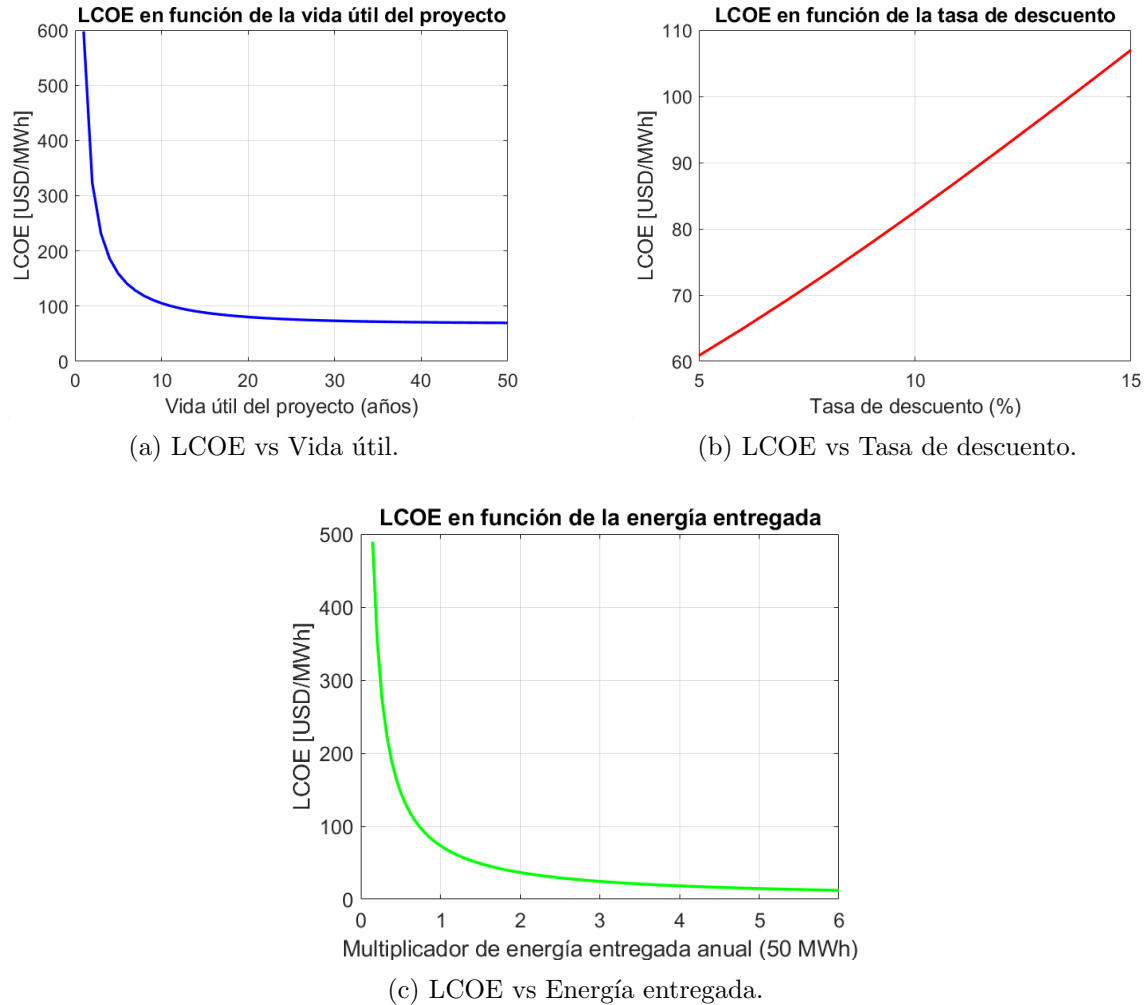 LCOE en función de la vida útil del proyecto
LCOE [USD/MWh]
600
500
400
300
200
100
0
0 10 20 30 40 50
Vida útil del proyecto (años)
(a) LCOE vs Vida útil.
LCOE en función de la tasa de descuento
LCOE [USD/MWh]
110
100
90
80
70
60
5 10 15
Tasa de descuento (%)
(b) LCOE vs Tasa de descuento.
LCOE en función de la energía entregada
LCOE [USD/MWh]
500
400
300
200
100
0
0 1 2 3 4 5 6
Multiplicador de energía entregada anual (50 MWh)
(c) LCOE vs Energía entregada.